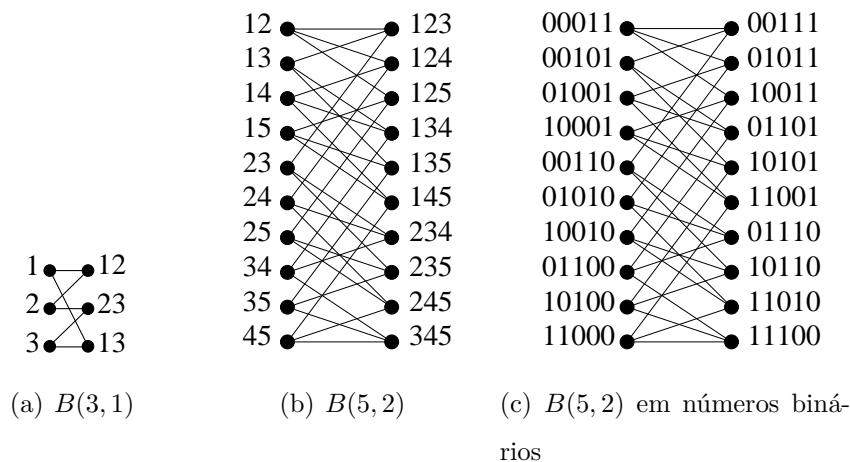 12 123 00011 00111
13 124 00101 01011
14 125 01001 10011
15 134 10001 01101
23 135 00110 10101
24 145 01010 11001
25 234 10010 01110
1 12 34 235 01100 10110
2 23 35 245 10100 11010
3 13 45 345 11000 11100
(a) B(3, 1) (b) B(5, 2) (c) B(5, 2) em números biná-
rios